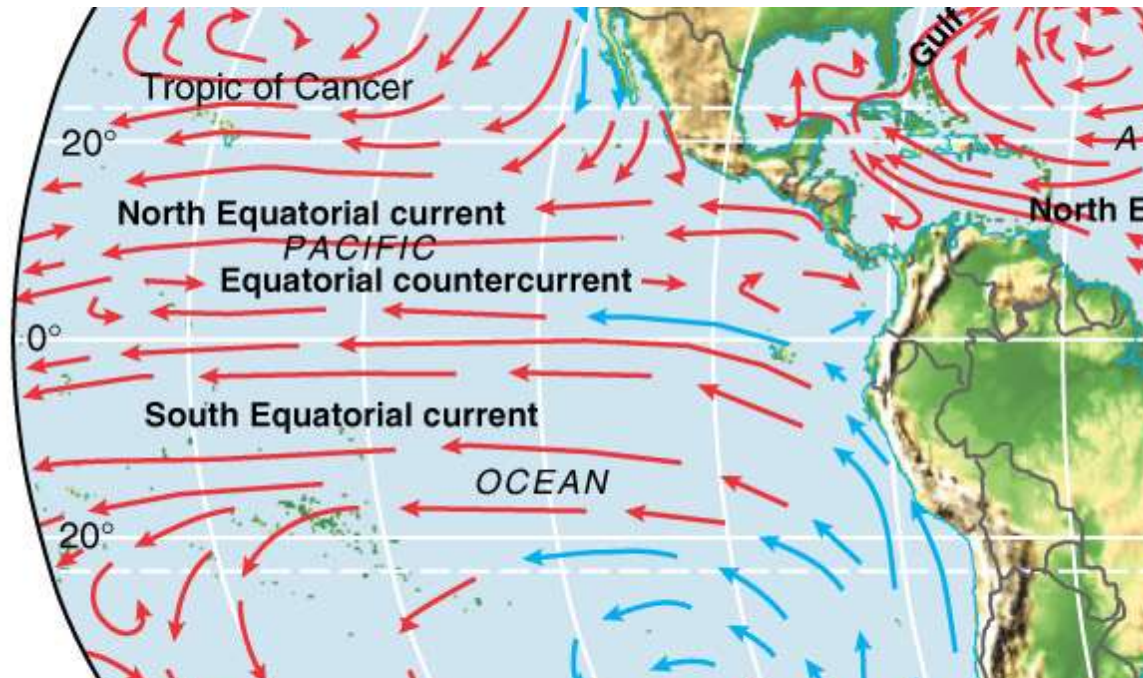 Gulf
Tropic of Cancer
20°
A
North Equatorial current
North E
PACIFIC
Equatorial countercurrent
0°
South Equatorial current
OCEAN
20°